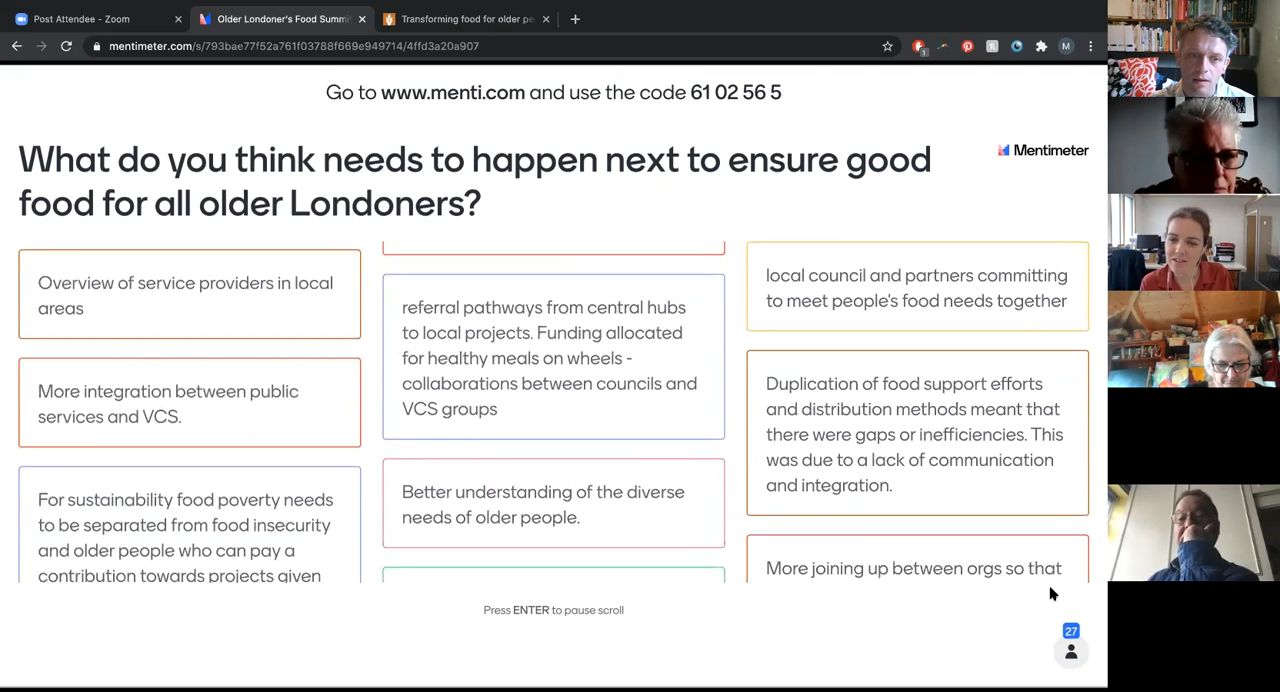 Post Attendee - Zoom
Older Londoner's Food Summi
Transforming food for older pe
mentimeter.com/s/793bae77f52a761f03788f669e949714/4ffd3a20a907
1
M
Go to www.menti.com and use the code 61 02 56 5
What do you think needs to happen next to ensure good
food for all older Londoners?
Mentimeter
Overview of service providers in local
areas
More integration between public
services and VCS.
For sustainability food poverty needs
to be separated from food insecurity
and older people who can pay a
contribution towards projects given
referral pathways from central hubs
to local projects. Funding allocated
for healthy meals on wheels -
collaborations between councils and
VCS groups
Better understanding of the diverse
needs of older people.
local council and partners committing
to meet people's food needs together
Duplication of food support efforts
and distribution methods meant that
there were gaps or inefficiencies. This
was due to a lack of communication
and integration.
More joining up between orgs so that
Press ENTER to pause scroll
27